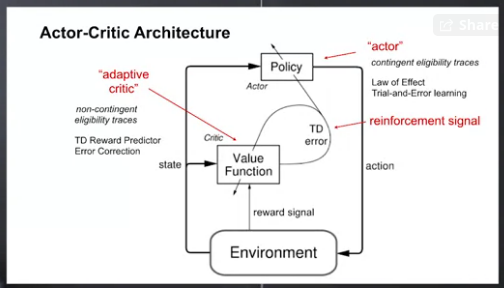 Share
Actor-Critic Architecture
"actor"
contingent eligibility traces
Law of Effect
Trial-and-Error learning
Policy
Actor
"adaptive
critic"
non-contingent
eligibility traces
TD Reward Predictor
Error Correction
reinforcement signal
TD
error
Critic
Value
Function
state
action
reward signal
Environment